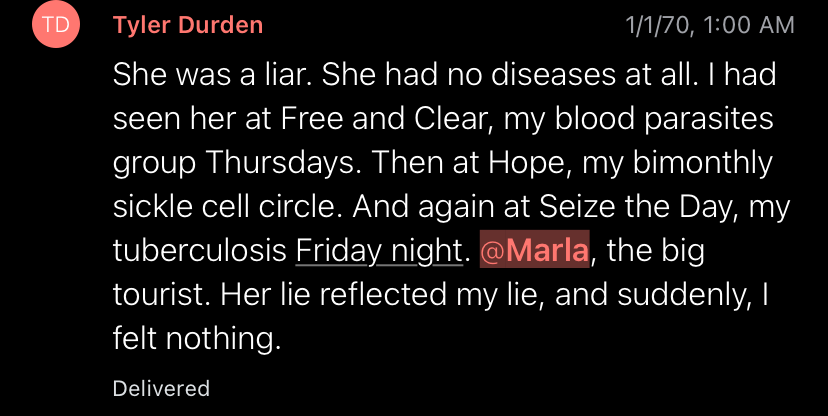 TD
Tyler Durden
1/1/70, 1:00 AM
She was a liar. She had no diseases at all. I had
seen her at Free and Clear, my blood parasites
group Thursdays. Then at Hope, my bimonthly
sickle cell circle. And again at Seize the Day, my
tuberculosis Friday night. @Marla, the big
tourist. Her lie reflected my lie, and suddenly, I
felt nothing.
Delivered